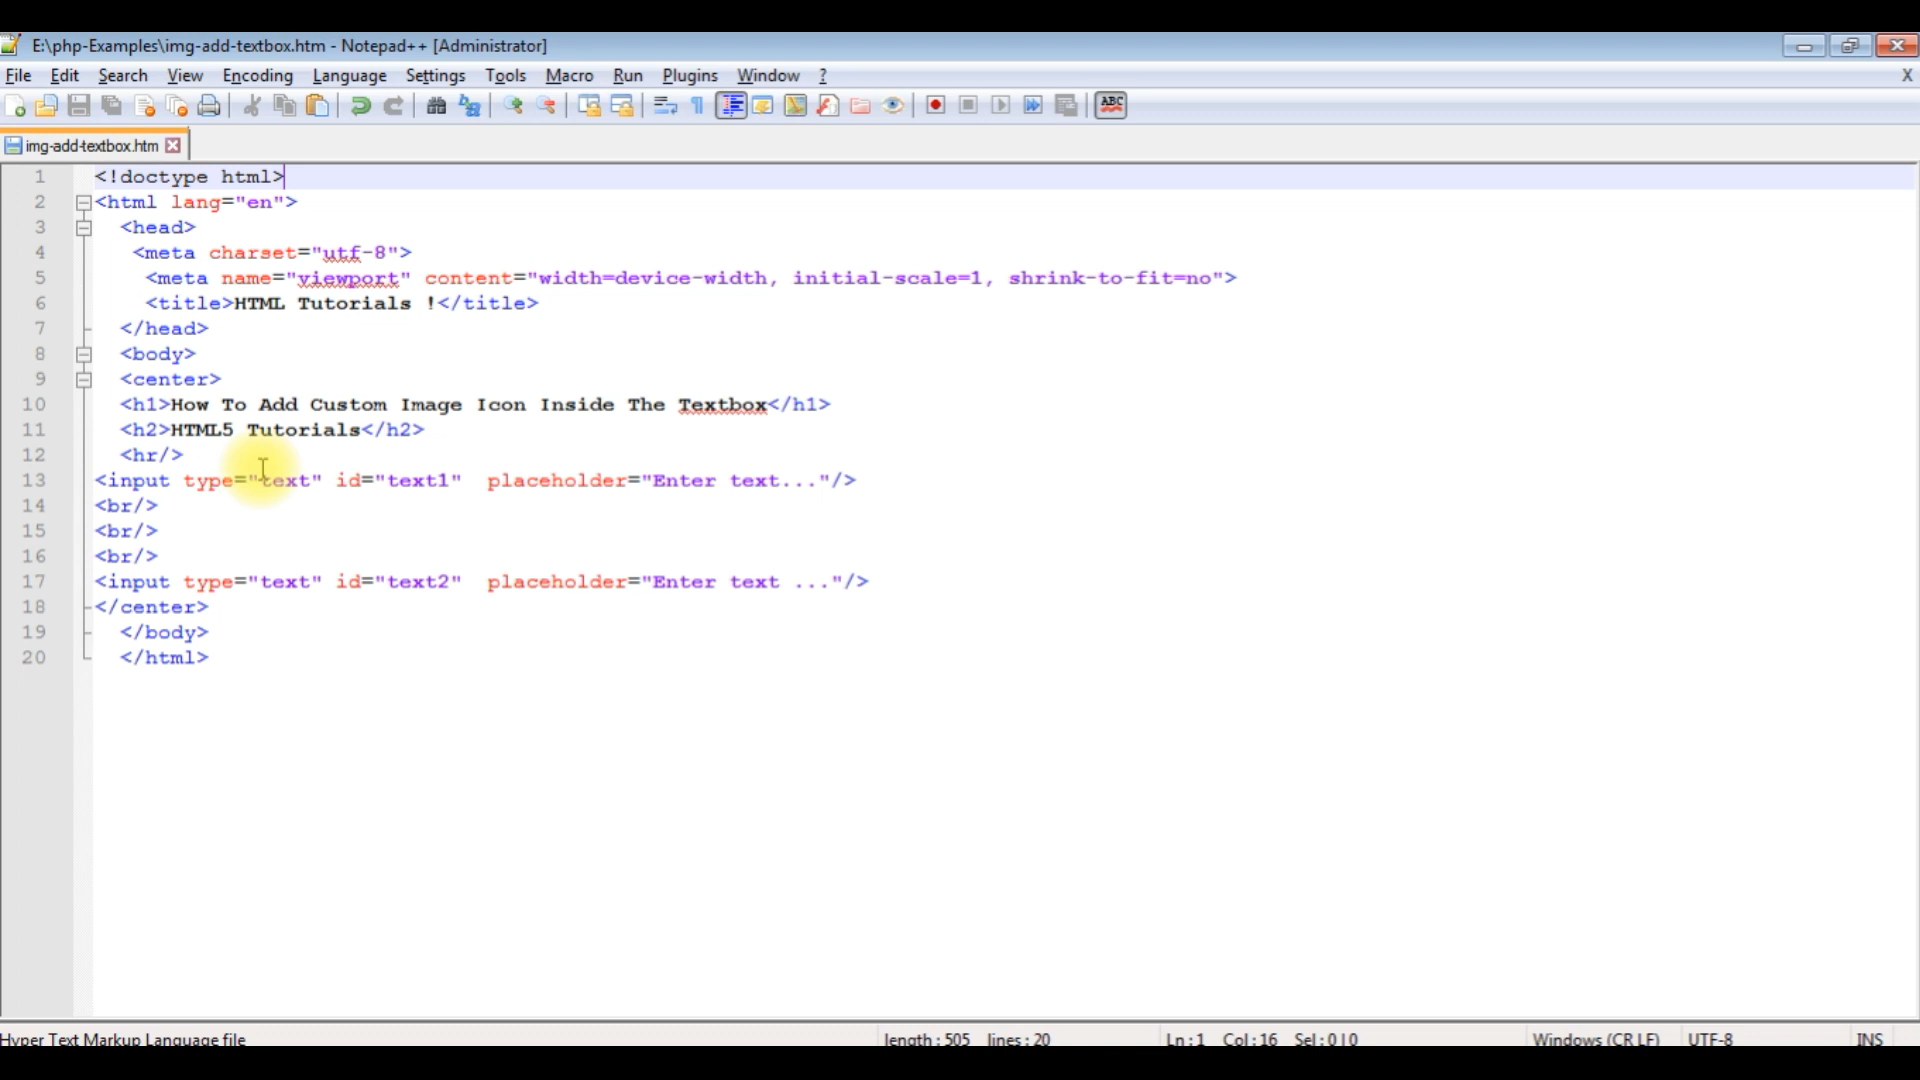 E:\php-Examples\img-add-textbox.htm - Notepad++ [Administrator]
File Edit Search View Encoding Language Settings Tools Macro Run Plugins Window ? X
ABC
img-add-textbox.htm
1 <!doctype html>
2 <html lang="en">
3 <head>
4 <meta charset="utf-8">
5 <meta name="viewport" content="width=device-width, initial-scale=1, shrink-to-fit=no">
6 <title>HTML Tutorials !</title>
7 </head>
8 <body>
9 <center>
10 <h1>How To Add Custom Image Icon Inside The Textbox</h1>
11 <h2>HTML5 Tutorials</h2>
12 <hr/>
13 <input type="text" id="text1"  placeholder="Enter text..."/>
14 <br/>
15 <br/>
16 <br/>
17 <input type="text" id="text2"  placeholder="Enter text ..."/>
18 </center>
19 </body>
20 </html>
Hyper Text Markup Language file length : 505 lines : 20 Ln : 1 Col : 16 Sel : 0 | 0 Windows (CR LF) UTF-8 INS